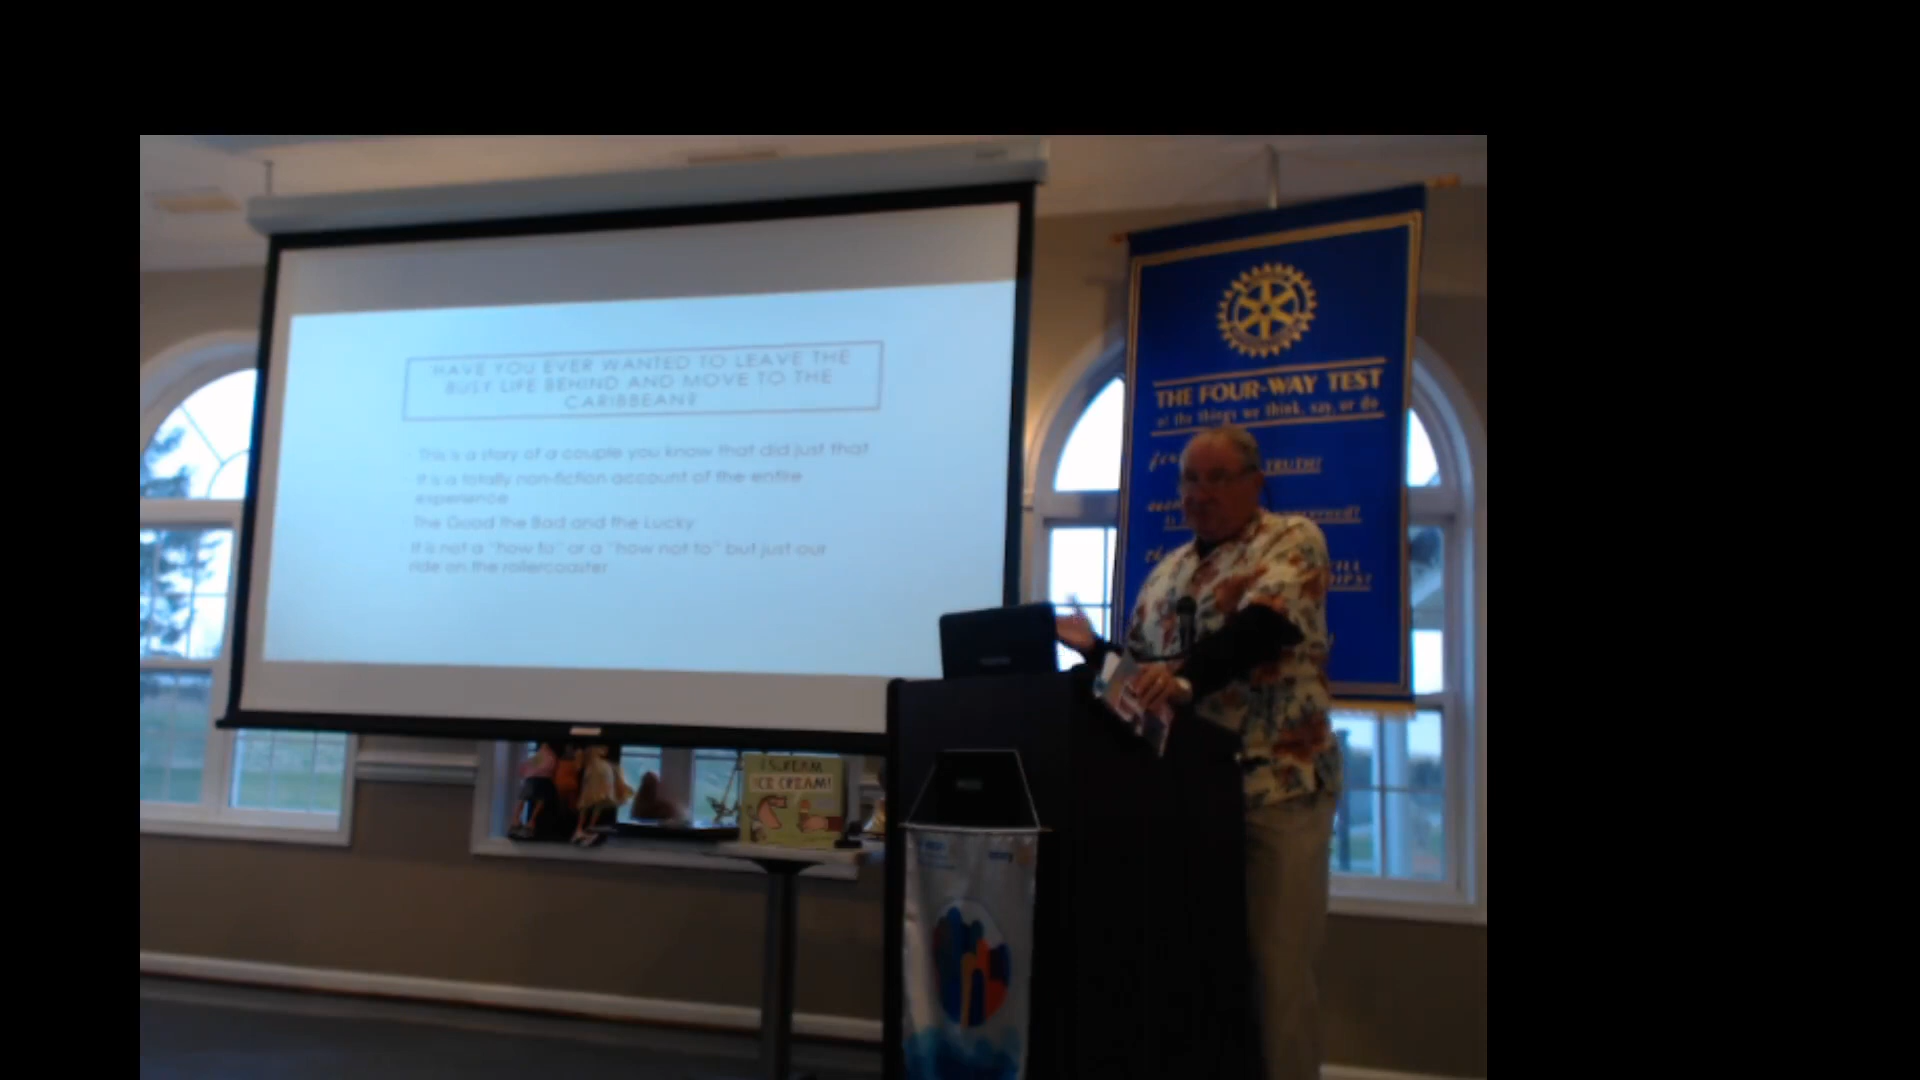 "HAVE YOU EVER WANTED TO LEAVE THE
BUSY LIFE BEHIND AND MOVE TO THE
CARIBBEAN?"
This is a story of a couple you know that did just that
It is a totally non-fiction account of the entire
experience
The Good the Bad and the Lucky
It is not a "how to" or a "how not to" but just our
ride on the rollercoaster
THE FOUR-WAY TEST
of the things we think, say, or do
TRUTH?
ICE CREAM!